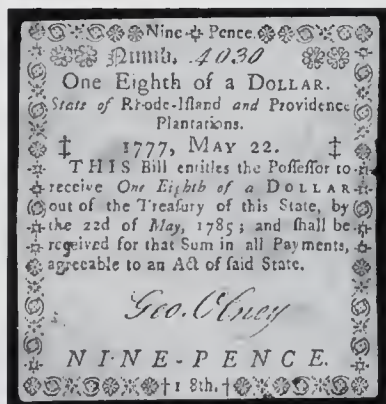 Nine Pence.
Numb. 4030
One Eighth of a DOLLAR.
State of Rhode-Iſland and Providence
Plantations.
‡ 1777, MAY 22. ‡
THIS Bill entitles the Poſſeſſor to
receive One Eighth of a DOLLAR
out of the Treaſury of this State, by
the 22d of May, 1785; and ſhall be
received for that Sum in all Payments,
agreeable to an Act of ſaid State.
Geo. Olney
NINE-PENCE.
†18th.†